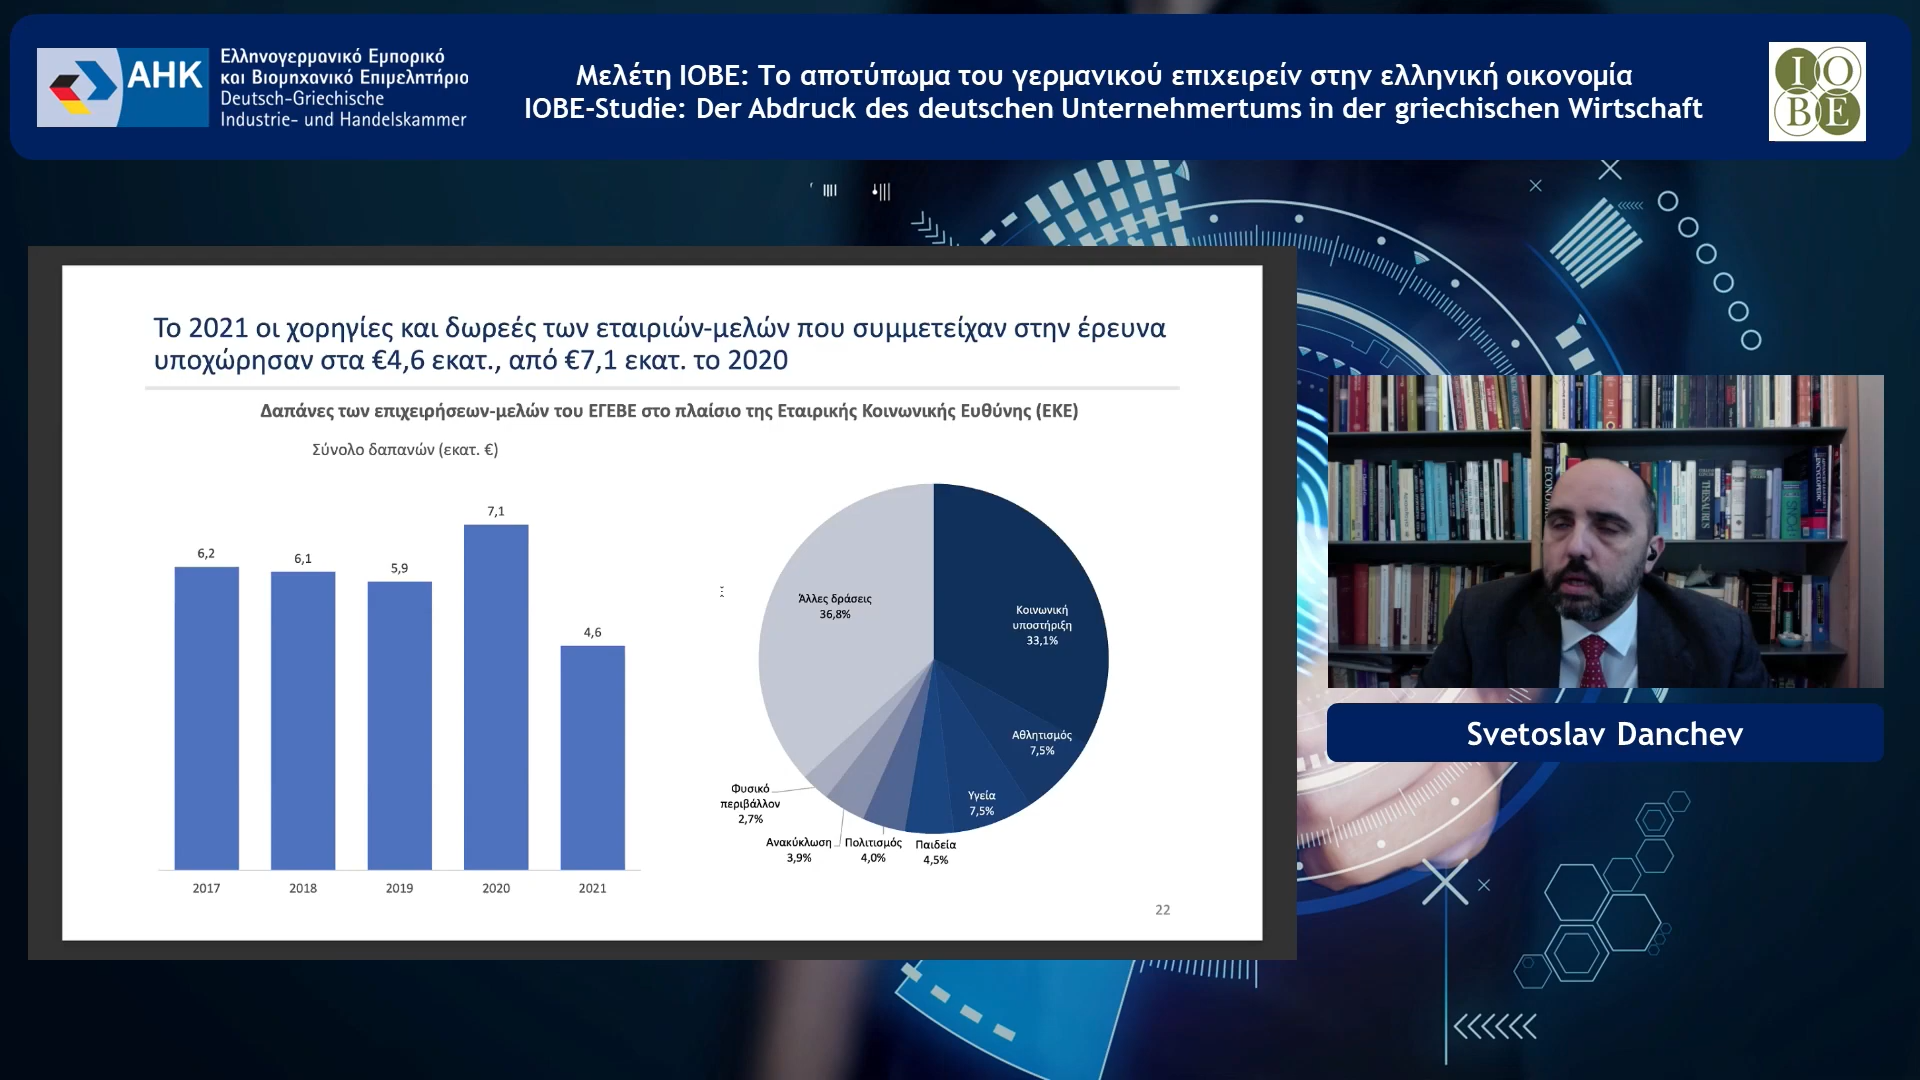 AHK
Ελληνογερμανικό Εμπορικό
και Βιομηχανικό Επιμελητήριο
Deutsch-Griechische
Industrie- und Handelskammer
Μελέτη ΙΟΒΕ: Το αποτύπωμα του γερμανικού επιχειρείν στην ελληνική οικονομία
IOBE-Studie: Der Abdruck des deutschen Unternehmertums in der griechischen Wirtschaft
IOBE
Το 2021 οι χορηγίες και δωρεές των εταιριών-μελών που συμμετείχαν στην έρευνα
υποχώρησαν στα €4,6 εκατ., από €7,1 εκατ. το 2020
Δαπάνες των επιχειρήσεων-μελών του ΕΓΕΒΕ στο πλαίσιο της Εταιρικής Κοινωνικής Ευθύνης (ΕΚΕ)
Σύνολο δαπανών (εκατ. €)
6,2
6,1
5,9
7,1
4,6
2017
2018
2019
2020
2021
Άλλες δράσεις
36,8%
Κοινωνική
υποστήριξη
33,1%
Αθλητισμός
7,5%
Υγεία
7,5%
Παιδεία
4,5%
Πολιτισμός
4,0%
Ανακύκλωση
3,9%
Φυσικό
περιβάλλον
2,7%
22
THESAURUS
Svetoslav Danchev